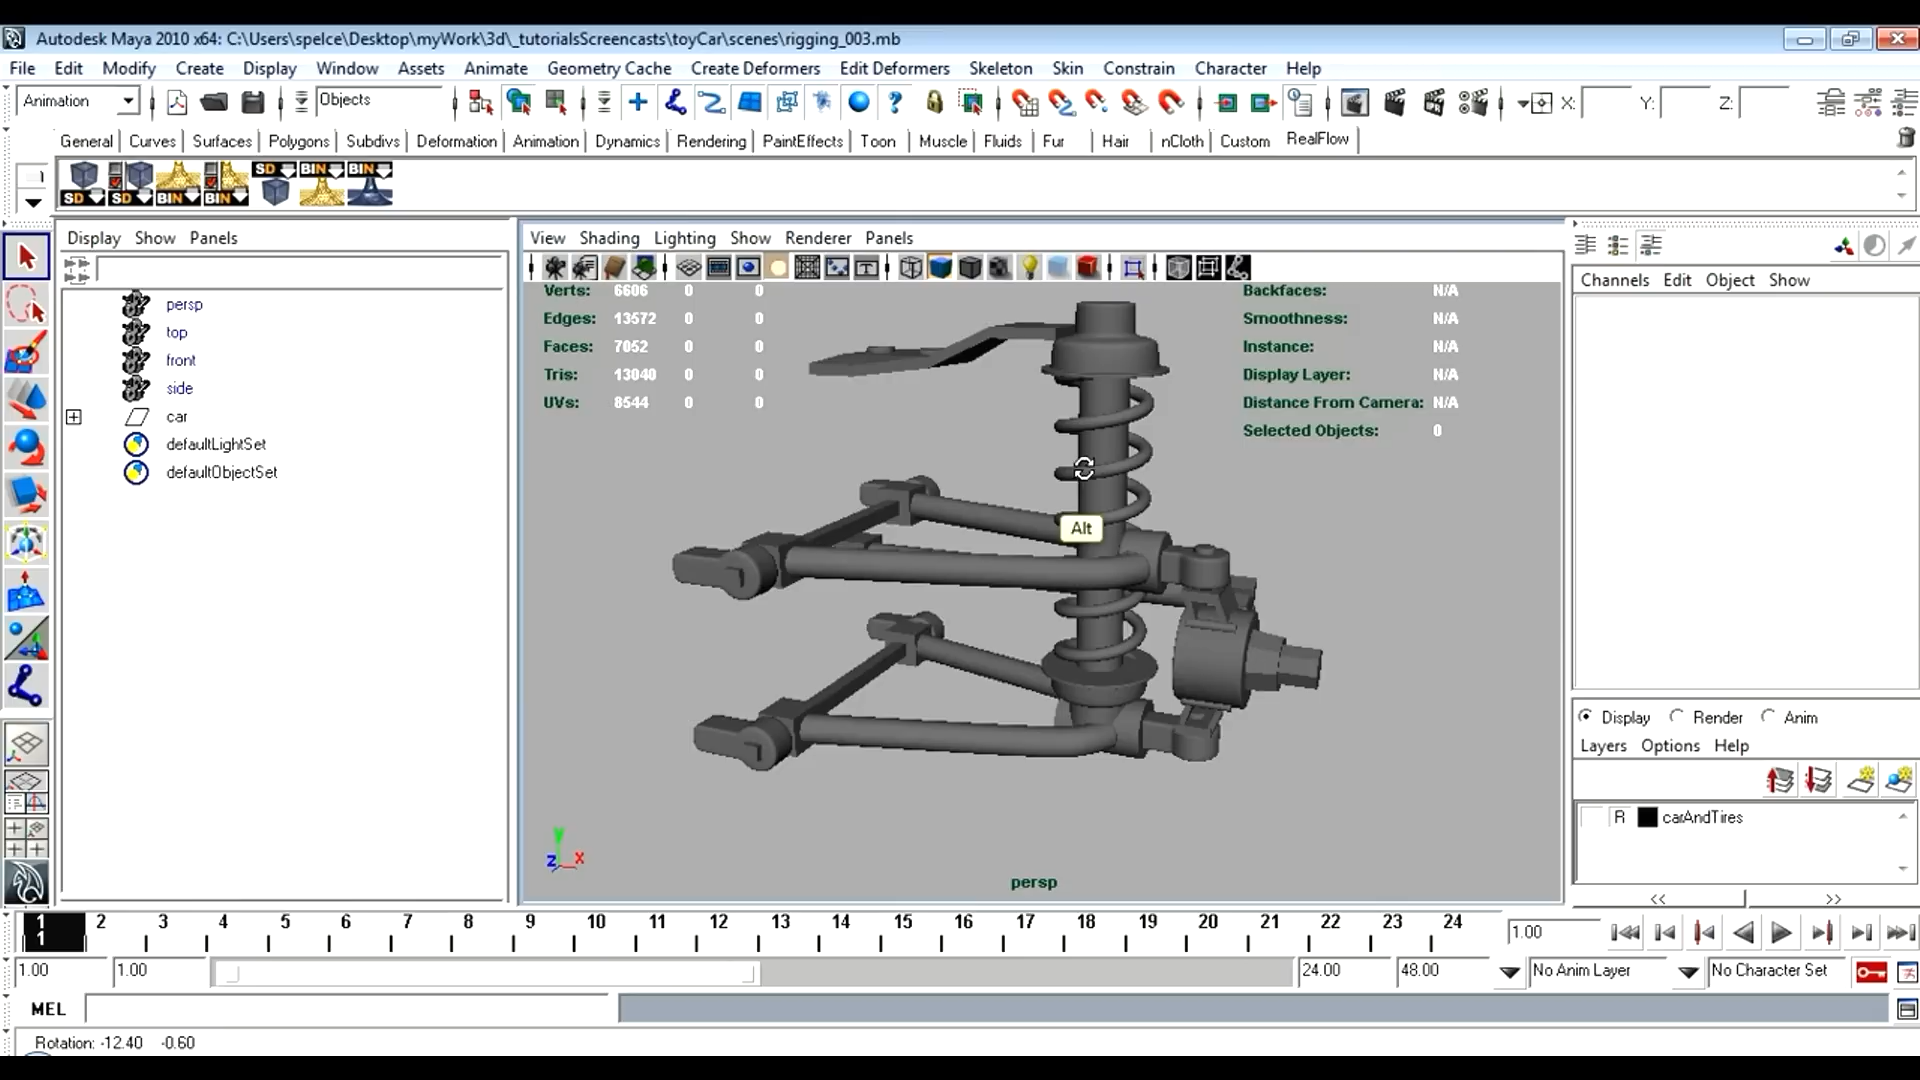 Autodesk Maya 2010 x64: C:\Users\spelce\Desktop\myWork\3d\_tutorialsScreencasts\toyCar\scenes\rigging_003.mb
File Edit Modify Create Display Window Assets Animate Geometry Cache Create Deformers Edit Deformers Skeleton Skin Constrain Character Help
Animation Objects X: Y: Z:
General Curves Surfaces Polygons Subdivs Deformation Animation Dynamics Rendering PaintEffects Toon Muscle Fluids Fur Hair nCloth Custom RealFlow
SD BIN BIN
SD SD BIN BIN
Display Show Panels
View Shading Lighting Show Renderer Panels
Channels Edit Object Show
persp
top
front
side
car
defaultLightSet
defaultObjectSet
Verts: 6606 0 0
Edges: 13572 0 0
Faces: 7052 0 0
Tris: 13040 0 0
UVs: 8544 0 0
Backfaces: N/A
Smoothness: N/A
Instance: N/A
Display Layer: N/A
Distance From Camera: N/A
Selected Objects: 0
Alt
Y
Z X
persp
Display Render Anim
Layers Options Help
R carAndTires
<< >>
1 2 3 4 5 6 7 8 9 10 11 12 13 14 15 16 17 18 19 20 21 22 23 24
1
1.00
1.00 1.00 24.00 48.00 No Anim Layer No Character Set
MEL
Rotation: -12.40 -0.60